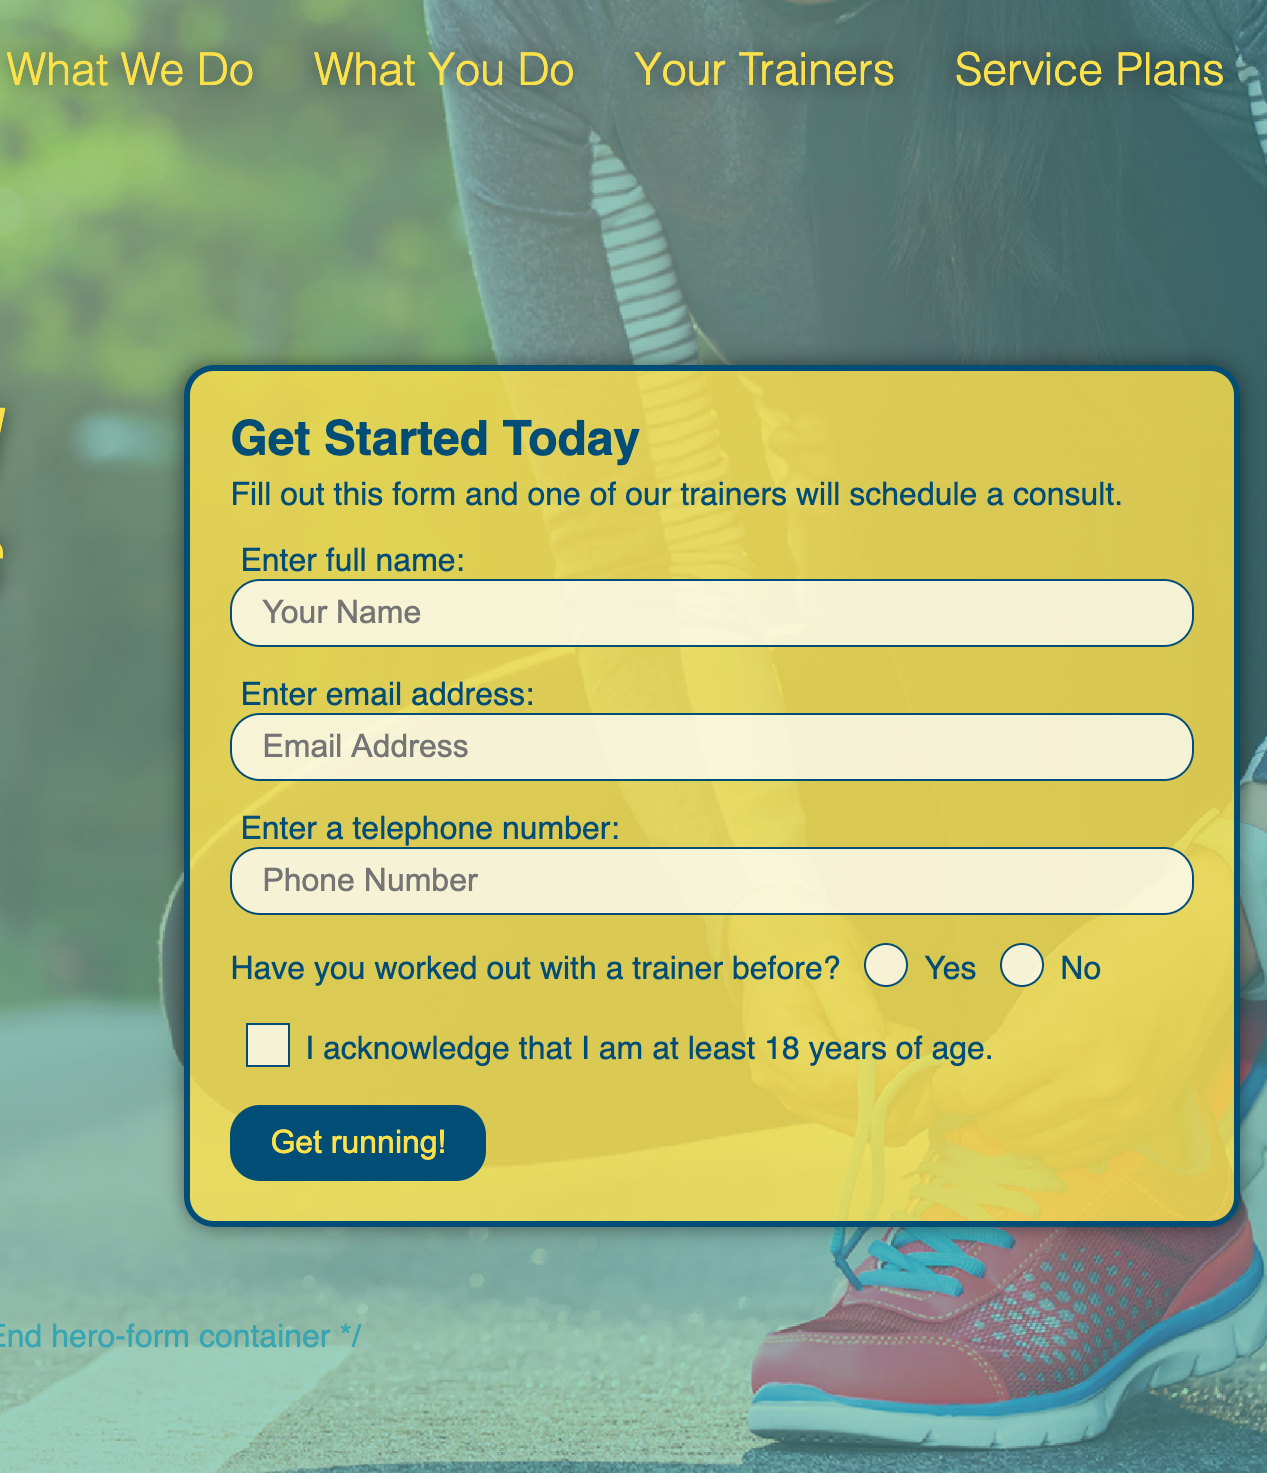 What We Do What You Do Your Trainers Service Plans
Get Started Today
Fill out this form and one of our trainers will schedule a consult.
Enter full name:
Your Name
Enter email address:
Email Address
Enter a telephone number:
Phone Number
Have you worked out with a trainer before? Yes No
I acknowledge that I am at least 18 years of age.
Get running!
End hero-form container */